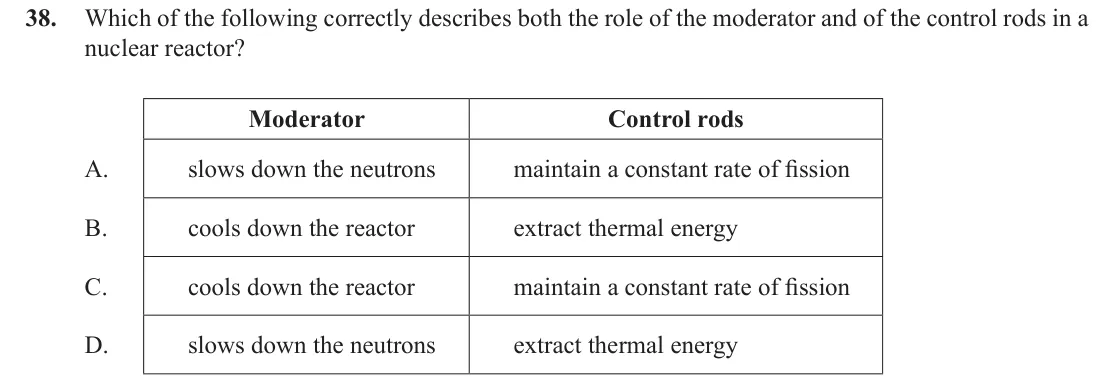 38. Which of the following correctly describes both the role of the moderator and of the control rods in a
nuclear reactor?
Moderator Control rods
A. slows down the neutrons maintain a constant rate of fission
B. cools down the reactor extract thermal energy
C. cools down the reactor maintain a constant rate of fission
D. slows down the neutrons extract thermal energy